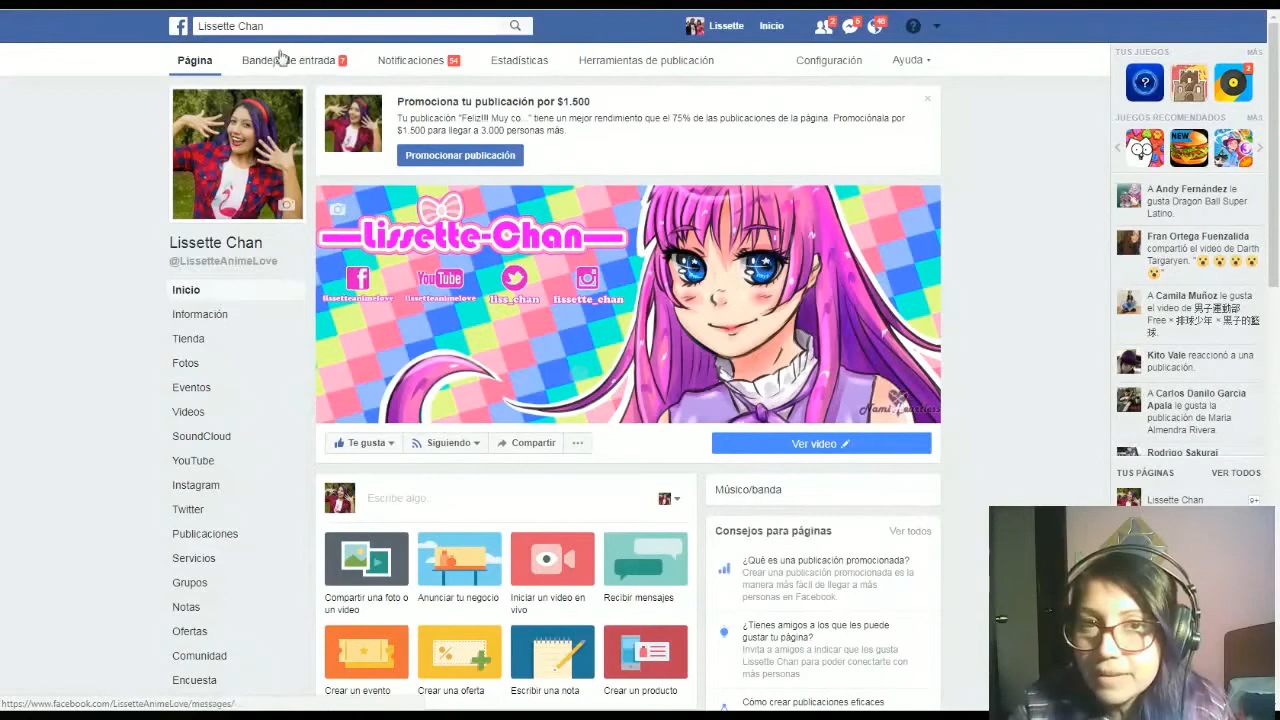 Lissette Chan
Lissette
Inicio
2
5
46
?
Página
Bandeja de entrada 7
Notificaciones 54
Estadísticas
Herramientas de publicación
Configuración
Ayuda
Promociona tu publicación por $1.500
Tu publicación "Feliz!!! Muy co..." tiene un mejor rendimiento que el 75% de las publicaciones de la página. Promociónala por
$1.500 para llegar a 3.000 personas más.
Promocionar publicación
Lissette-Chan
lissetteanimelove
YouTube
lissetteanimelove
liss_chan
lissette_chan
Lissette Chan
@LissetteAnimeLove
Inicio
Información
Tienda
Fotos
Eventos
Videos
SoundCloud
YouTube
Instagram
Twitter
Publicaciones
Servicios
Grupos
Notas
Ofertas
Comunidad
Encuesta
Te gusta
Siguiendo
Compartir
Ver video
Escribe algo...
Compartir una foto o
un video
Anunciar tu negocio
Iniciar un video en
vivo
Recibir mensajes
Crear un evento
Crear una oferta
Escribir una nota
Crear un producto
Músico/banda
Consejos para páginas
Ver todos
¿Qué es una publicación promocionada?
Crear una publicación promocionada es la
manera más fácil de llegar a más
personas en Facebook.
¿Tienes amigos a los que les puede
gustar tu página?
Invita a amigos a indicar que les gusta
Lissette Chan para poder conectarte con
más personas
Cómo crear publicaciones eficaces
TUS JUEGOS
MÁS
2
JUEGOS RECOMENDADOS
MÁS
NEW
A Andy Fernández le
gusta Dragon Ball Super
Latino.
Fran Ortega Fuenzalida
compartió el video de Darth
Targaryen. "
"
A Camila Muñoz le gusta
el video de 男子運動部
Free × 排球少年 × 黒子的籃
球.
Kito Vale reaccionó a una
publicación.
A Carlos Danilo Garcia
Apala le gusta la
publicación de Maria
Almendra Rivera.
Rodrigo Sakurai
TUS PÁGINAS
VER TODOS
Lissette Chan
9+
https://www.facebook.com/LissetteAnimeLove/messages/